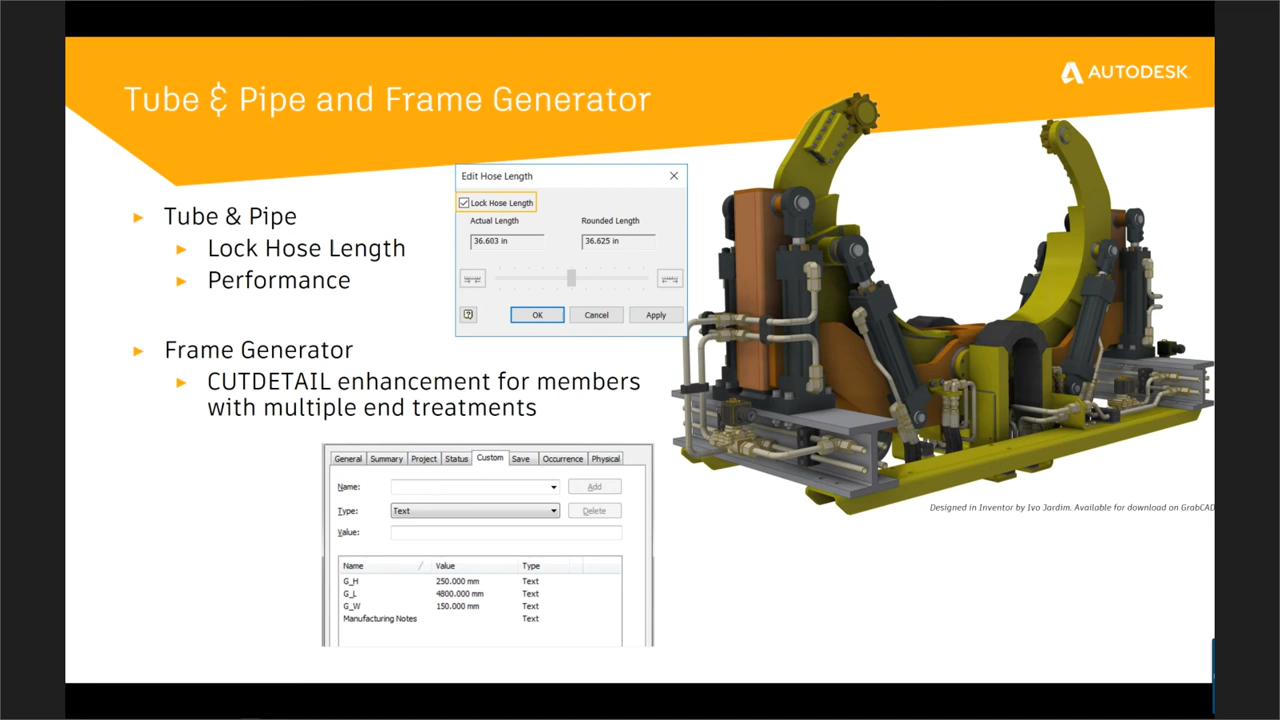 AUTODESK
Tube & Pipe and Frame Generator
Tube & Pipe
Lock Hose Length
Performance
Frame Generator
CUTDETAIL enhancement for members
with multiple end treatments
Edit Hose Length
Lock Hose Length
Actual Length Rounded Length
36.603 in 36.625 in
OK Cancel Apply
Designed in Inventor by Ivo Jardim. Available for download on GrabCAD
General Summary Project Status Custom Save Occurrence Physical
Name: Add
Type: Text Delete
Value:
Name Value Type
G_H 250.000 mm Text
G_L 4800.000 mm Text
G_W 150.000 mm Text
Manufacturing Notes Text